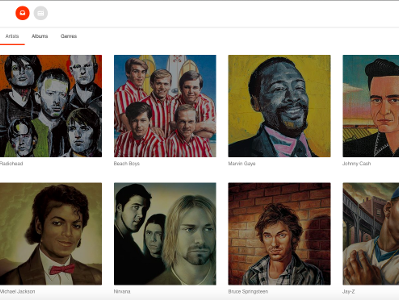 Artists Albums Genres
Radiohead Beach Boys Marvin Gaye Johnny Cash
Michael Jackson Nirvana Bruce Springsteen Jay-Z